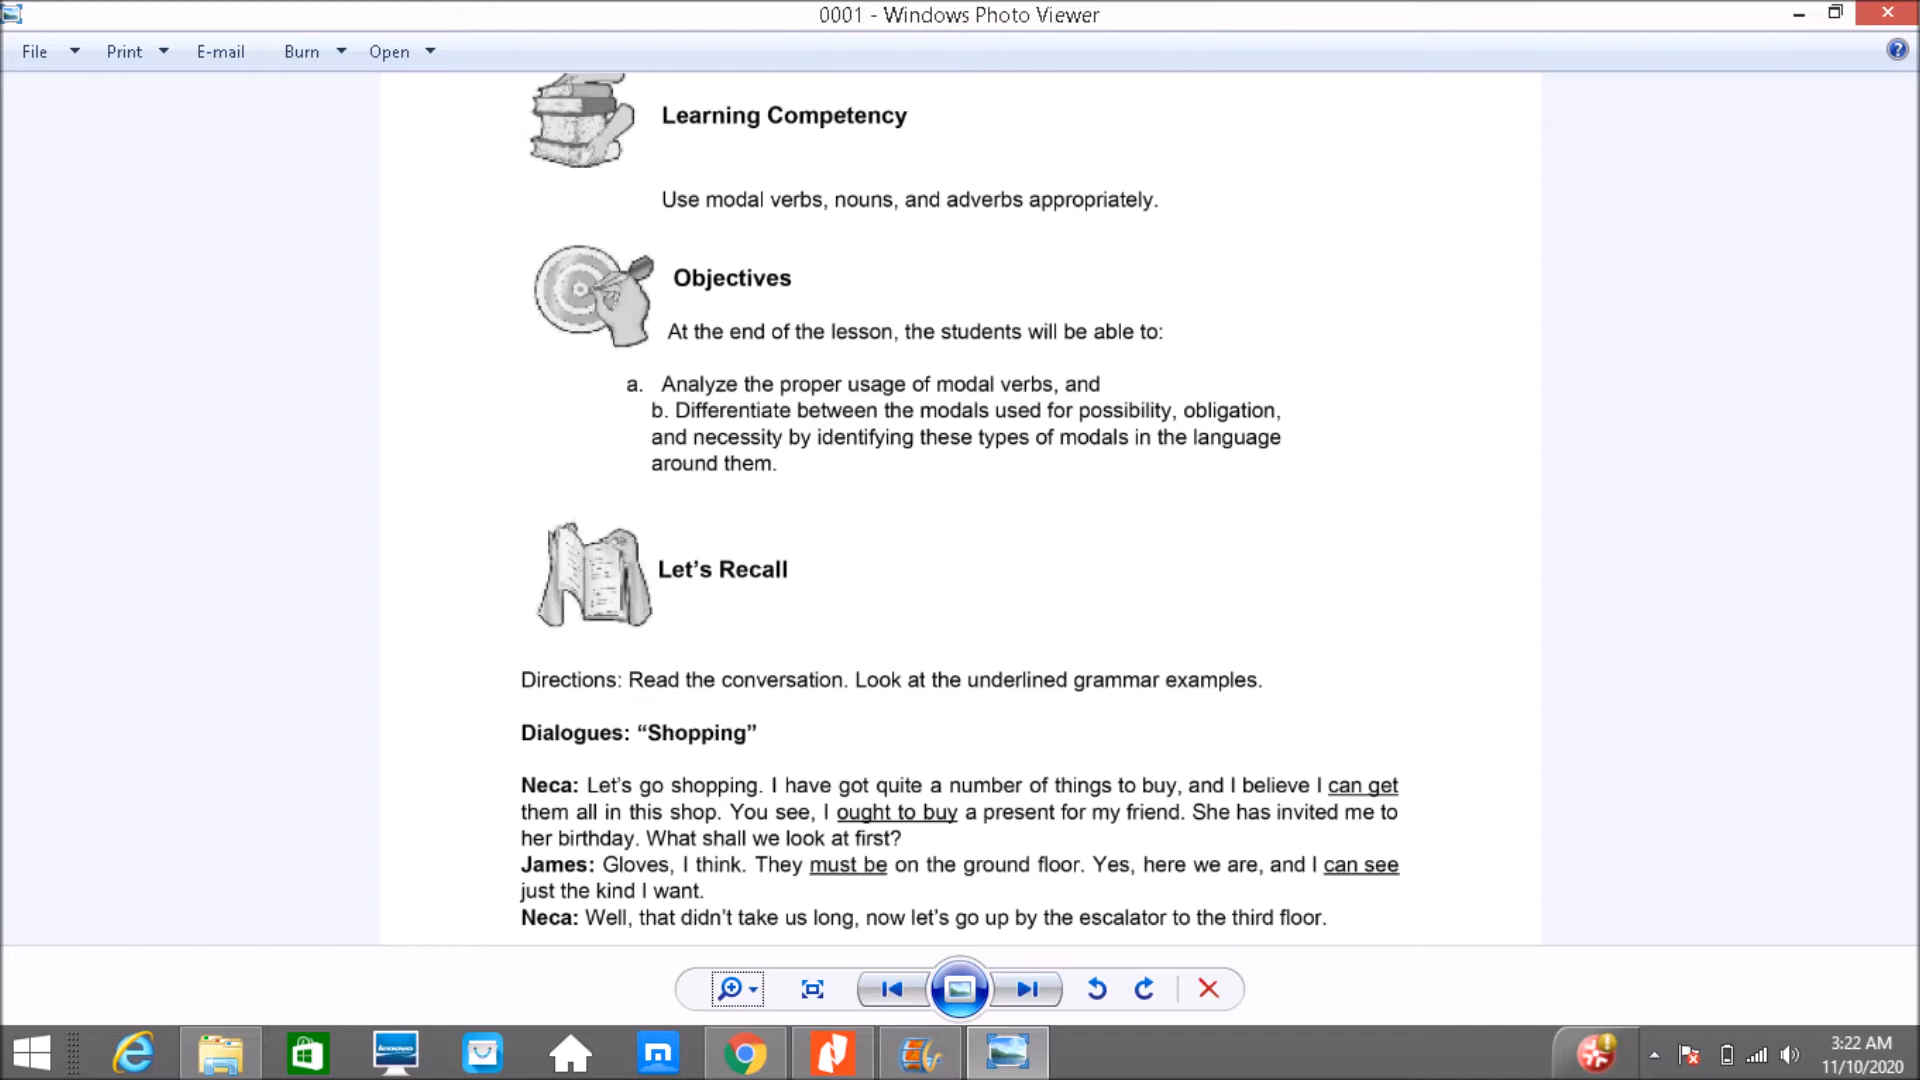 0001 - Windows Photo Viewer
File Print E-mail Burn Open
Learning Competency
Use modal verbs, nouns, and adverbs appropriately.
Objectives
At the end of the lesson, the students will be able to:
a. Analyze the proper usage of modal verbs, and
b. Differentiate between the modals used for possibility, obligation,
and necessity by identifying these types of modals in the language
around them.
Let’s Recall
Directions: Read the conversation. Look at the underlined grammar examples.
Dialogues: “Shopping”
Neca: Let’s go shopping. I have got quite a number of things to buy, and I believe I can get
them all in this shop. You see, I ought to buy a present for my friend. She has invited me to
her birthday. What shall we look at first?
James: Gloves, I think. They must be on the ground floor. Yes, here we are, and I can see
just the kind I want.
Neca: Well, that didn’t take us long, now let’s go up by the escalator to the third floor.
lenovo
3:22 AM
11/10/2020